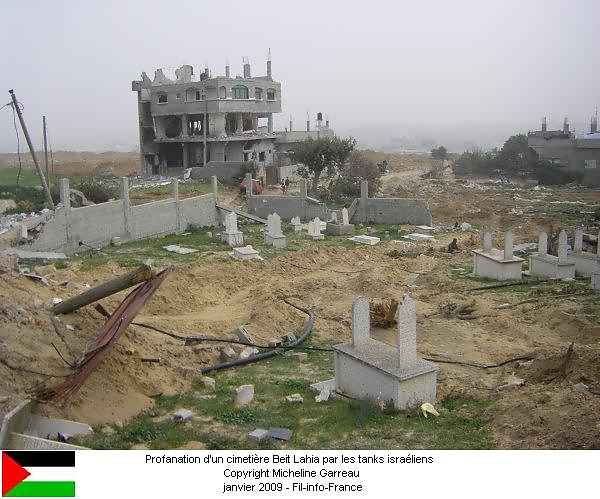 Profanation d'un cimetière Beit Lahia par les tanks israéliens
Copyright Micheline Garreau
janvier 2009 - Fil-info-France